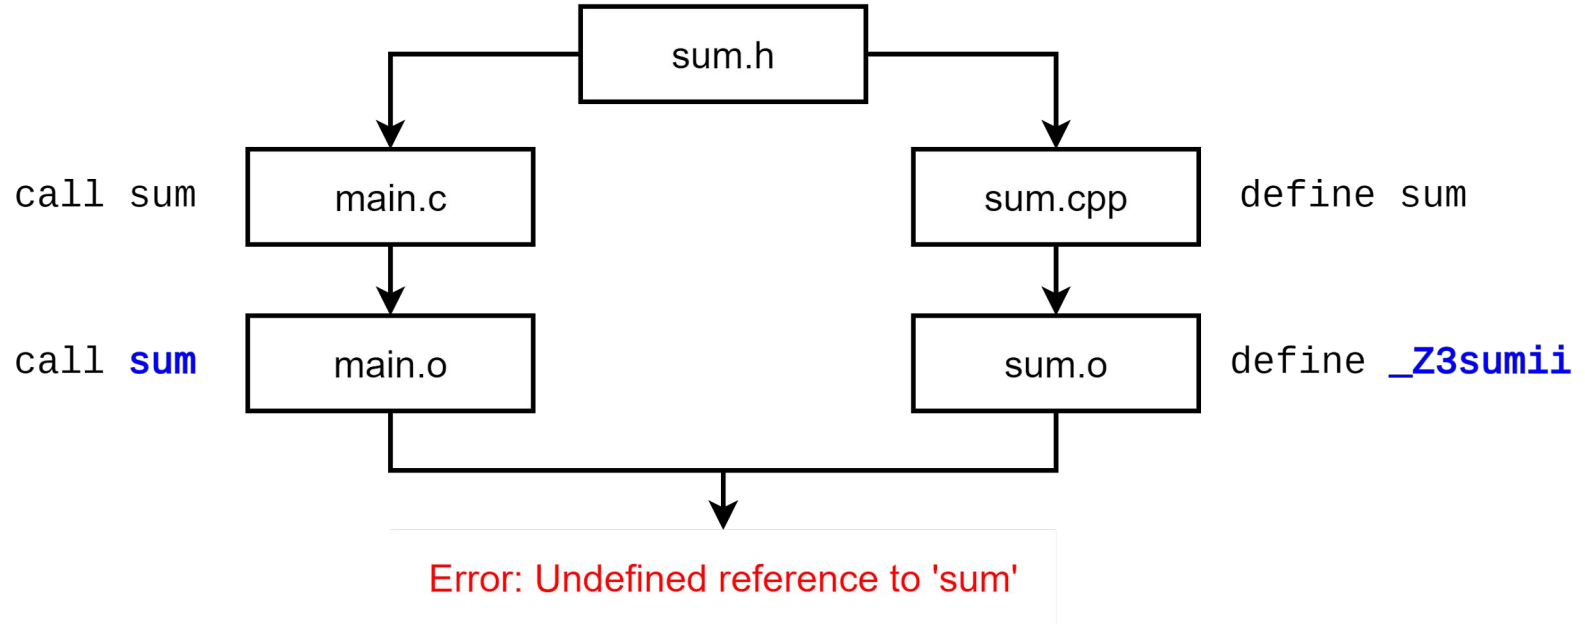 sum.h
call sum
main.c
sum.cpp
define sum
call sum
main.o
sum.o
define _Z3sumii
Error: Undefined reference to 'sum'